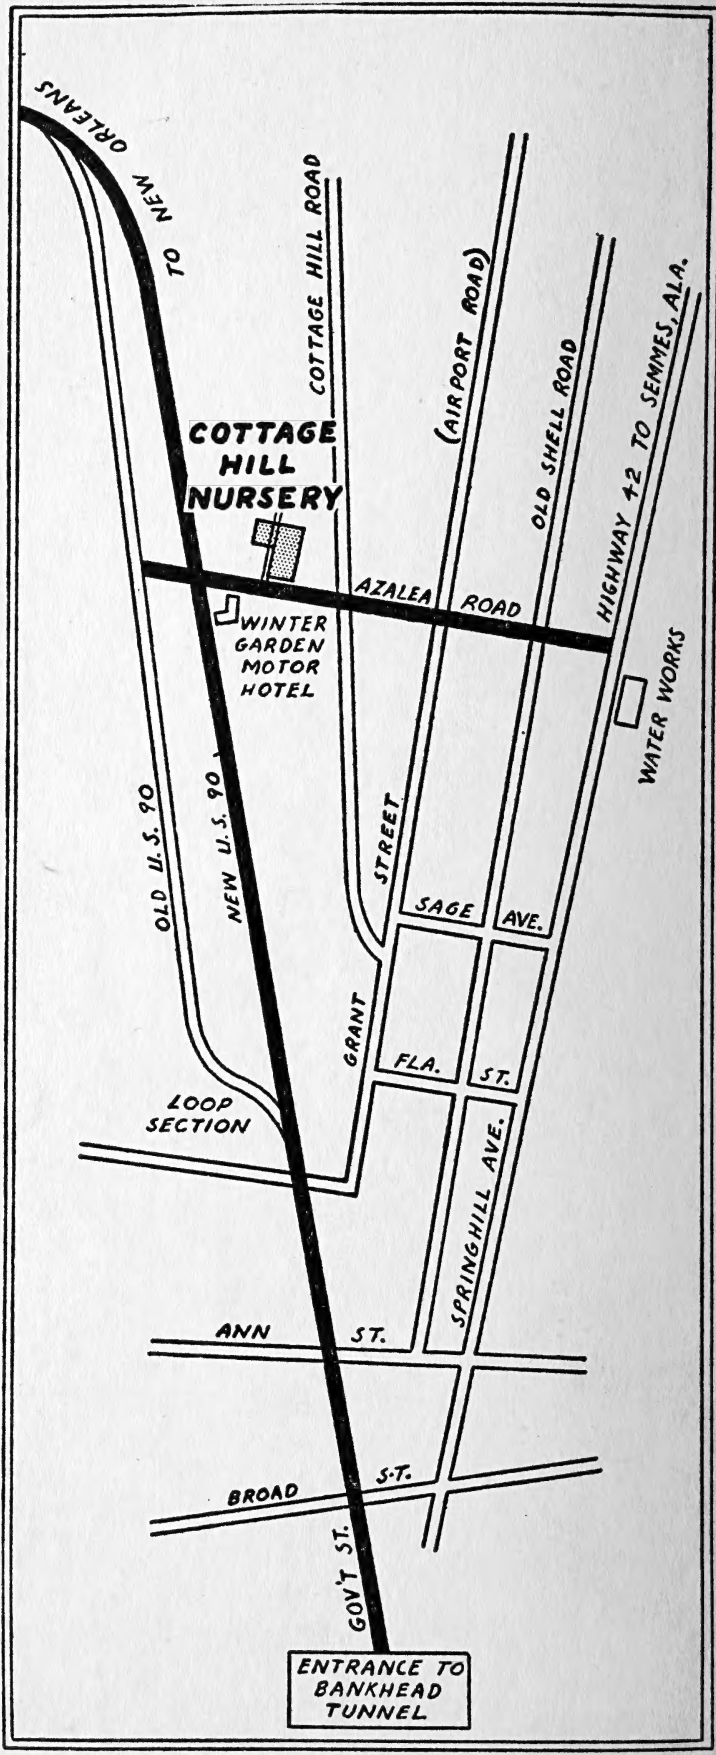 TO NEW ORLEANS
COTTAGE HILL ROAD
(AIRPORT ROAD)
OLD SHELL ROAD
HIGHWAY 42 TO SEMMES, ALA.
COTTAGE
HILL
NURSERY
AZALEA ROAD
WINTER
GARDEN
MOTOR
HOTEL
WATER WORKS
OLD U.S. 90
NEW U.S. 90
GRANT STREET
SAGE AVE.
FLA. ST.
LOOP
SECTION
SPRINGHILL AVE.
ANN ST.
BROAD ST.
GOV'T ST.
ENTRANCE TO
BANKHEAD
TUNNEL